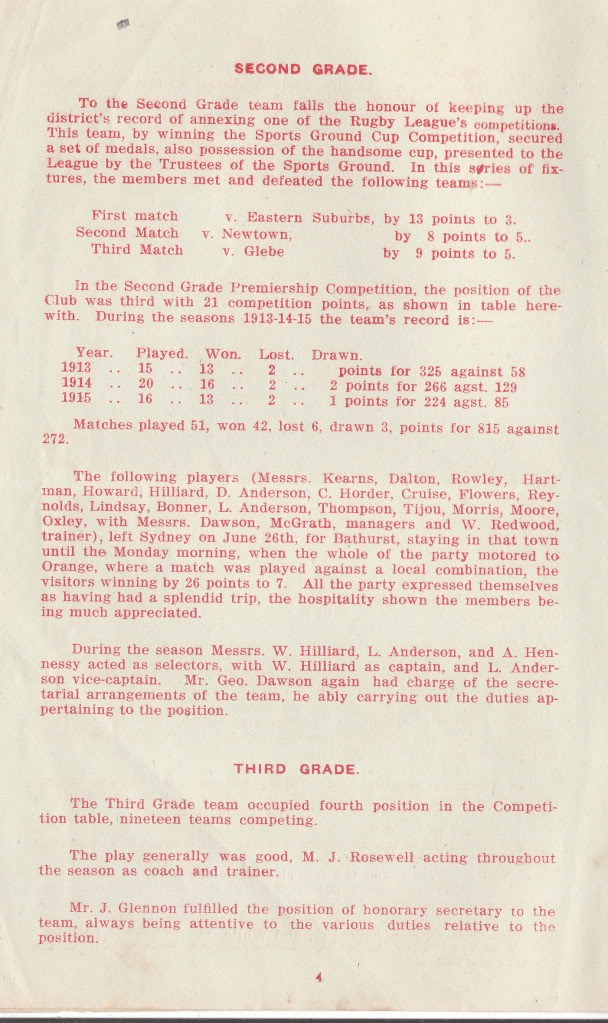 SECOND GRADE.
To the Second Grade team falls the honour of keeping up the
district's record of annexing one of the Rugby League's competitions.
This team, by winning the Sports Ground Cup Competition, secured
a set of medals, also possession of the handsome cup, presented to the
League by the Trustees of the Sports Ground. In this series of fix-
tures, the members met and defeated the following teams:—
First match v. Eastern Suburbs, by 13 points to 3.
Second Match v. Newtown, by 8 points to 5..
Third Match v. Glebe by 9 points to 5.
In the Second Grade Premiership Competition, the position of the
Club was third with 21 competition points, as shown in table here-
with. During the seasons 1913-14-15 the team's record is:—
Year. Played. Won. Lost. Drawn.
1913 .. 15 .. 13 .. 2 .. points for 325 against 58
1914 .. 20 .. 16 .. 2 .. 2 points for 266 agst. 129
1915 .. 16 .. 13 .. 2 .. 1 points for 224 agst. 85
Matches played 51, won 42, lost 6, drawn 3, points for 815 against
272.
The following players (Messrs. Kearns, Dalton, Rowley, Hart-
man, Howard, Hilliard, D. Anderson, C. Horder, Cruise, Flowers, Rey-
nolds, Lindsay, Bonner, L. Anderson, Thompson, Tijou, Morris, Moore,
Oxley, with Messrs. Dawson, McGrath, managers and W. Redwood,
trainer), left Sydney on June 26th, for Bathurst, staying in that town
until the Monday morning, when the whole of the party motored to
Orange, where a match was played against a local combination, the
visitors winning by 26 points to 7. All the party expressed themselves
as having had a splendid trip, the hospitality shown the members be-
ing much appreciated.
During the season Messrs. W. Hilliard, L. Anderson, and A. Hen-
nessy acted as selectors, with W. Hilliard as captain, and L. Ander-
son vice-captain. Mr. Geo. Dawson again had charge of the secre-
tarial arrangements of the team, he ably carrying out the duties ap-
pertaining to the position.
THIRD GRADE.
The Third Grade team occupied fourth position in the Competi-
tion table, nineteen teams competing.
The play generally was good, M. J. Rosewell acting throughout
the season as coach and trainer.
Mr. J. Glennon fulfilled the position of honorary secretary to the
team, always being attentive to the various duties relative to the
position.
4